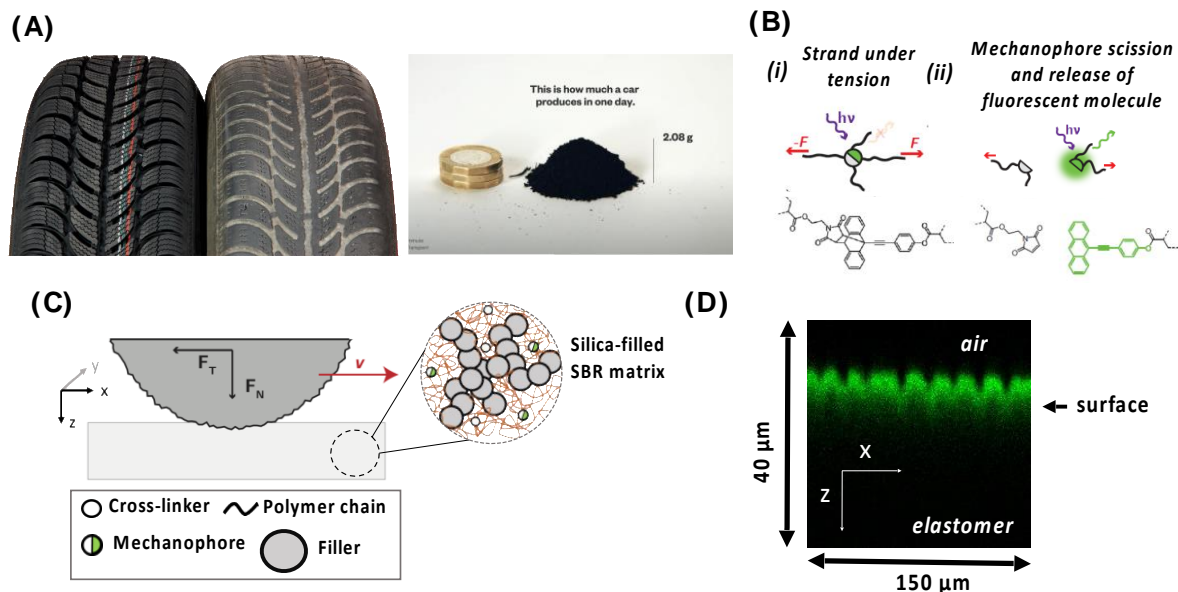 (A)
This is how much a car
produces in one day.
2.08 g
(B)
(i)
Strand under
tension
hν
-F
F
(ii)
Mechanophore scission
and release of
fluorescent molecule
hν
(C)
y
x
z
F_T
F_N
v
Silica-filled
SBR matrix
Cross-linker
Polymer chain
Mechanophore
Filler
(D)
40 µm
air
surface
X
Z
elastomer
150 µm